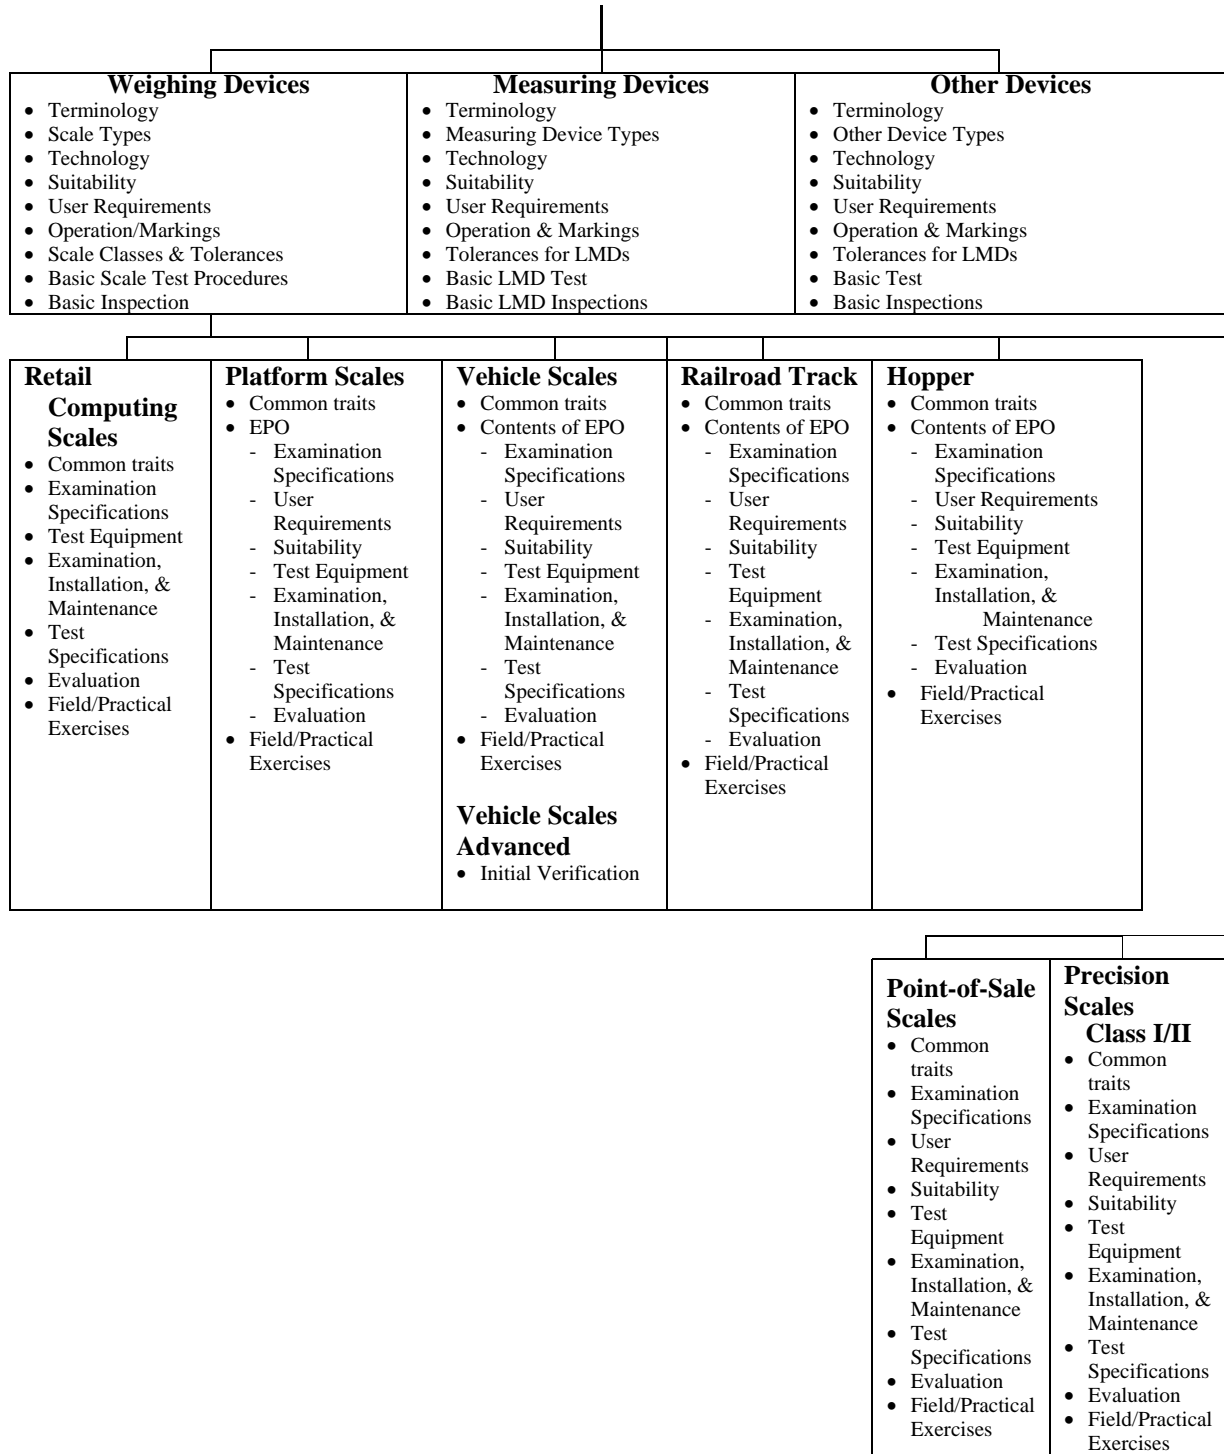 Weighing Devices
• Terminology
• Scale Types
• Technology
• Suitability
• User Requirements
• Operation/Markings
• Scale Classes & Tolerances
• Basic Scale Test Procedures
• Basic Inspection
Measuring Devices
• Terminology
• Measuring Device Types
• Technology
• Suitability
• User Requirements
• Operation & Markings
• Tolerances for LMDs
• Basic LMD Test
• Basic LMD Inspections
Other Devices
• Terminology
• Other Device Types
• Technology
• Suitability
• User Requirements
• Operation & Markings
• Tolerances for LMDs
• Basic Test
• Basic Inspections
Retail
Computing
Scales
• Common traits
• Examination
Specifications
• Test Equipment
• Examination,
Installation, &
Maintenance
• Test
Specifications
• Evaluation
• Field/Practical
Exercises
Platform Scales
• Common traits
• EPO
- Examination
Specifications
- User
Requirements
- Suitability
- Test Equipment
- Examination,
Installation, &
Maintenance
- Test
Specifications
- Evaluation
• Field/Practical
Exercises
Vehicle Scales
• Common traits
• Contents of EPO
- Examination
Specifications
- User
Requirements
- Suitability
- Test Equipment
- Examination,
Installation, &
Maintenance
- Test
Specifications
- Evaluation
• Field/Practical
Exercises
Vehicle Scales
Advanced
• Initial Verification
Railroad Track
• Common traits
• Contents of EPO
- Examination
Specifications
- User
Requirements
- Suitability
- Test
Equipment
- Examination,
Installation, &
Maintenance
- Test
Specifications
- Evaluation
• Field/Practical
Exercises
Hopper
• Common traits
• Contents of EPO
- Examination
Specifications
- User Requirements
- Suitability
- Test Equipment
- Examination,
Installation, &
Maintenance
- Test Specifications
- Evaluation
• Field/Practical
Exercises
Point-of-Sale
Scales
• Common
traits
• Examination
Specifications
• User
Requirements
• Suitability
• Test
Equipment
• Examination,
Installation, &
Maintenance
• Test
Specifications
• Evaluation
• Field/Practical
Exercises
Precision
Scales
Class I/II
• Common
traits
• Examination
Specifications
• User
Requirements
• Suitability
• Test
Equipment
• Examination,
Installation, &
Maintenance
• Test
Specifications
• Evaluation
• Field/Practical
Exercises